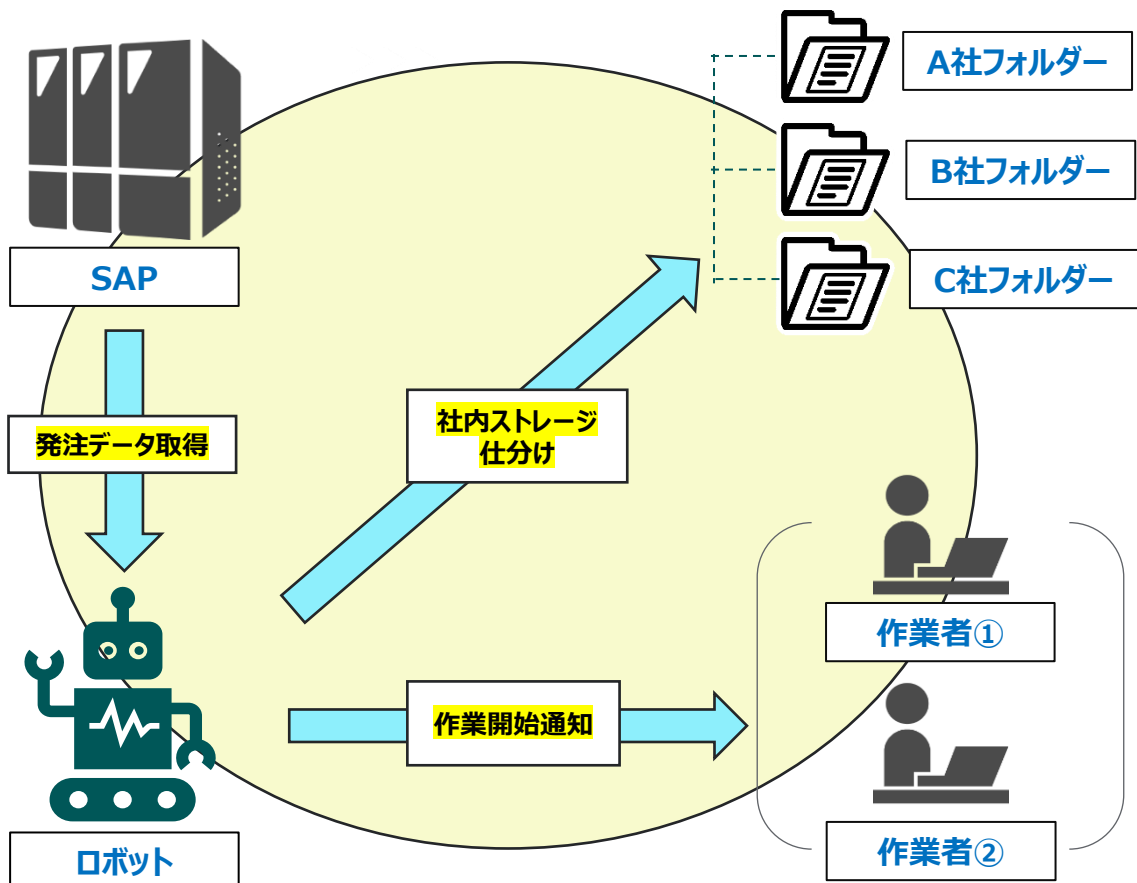 A社フォルダー
B社フォルダー
C社フォルダー
SAP
発注データ取得
社内ストレージ
仕分け
作業者①
作業開始通知
作業者②
ロボット